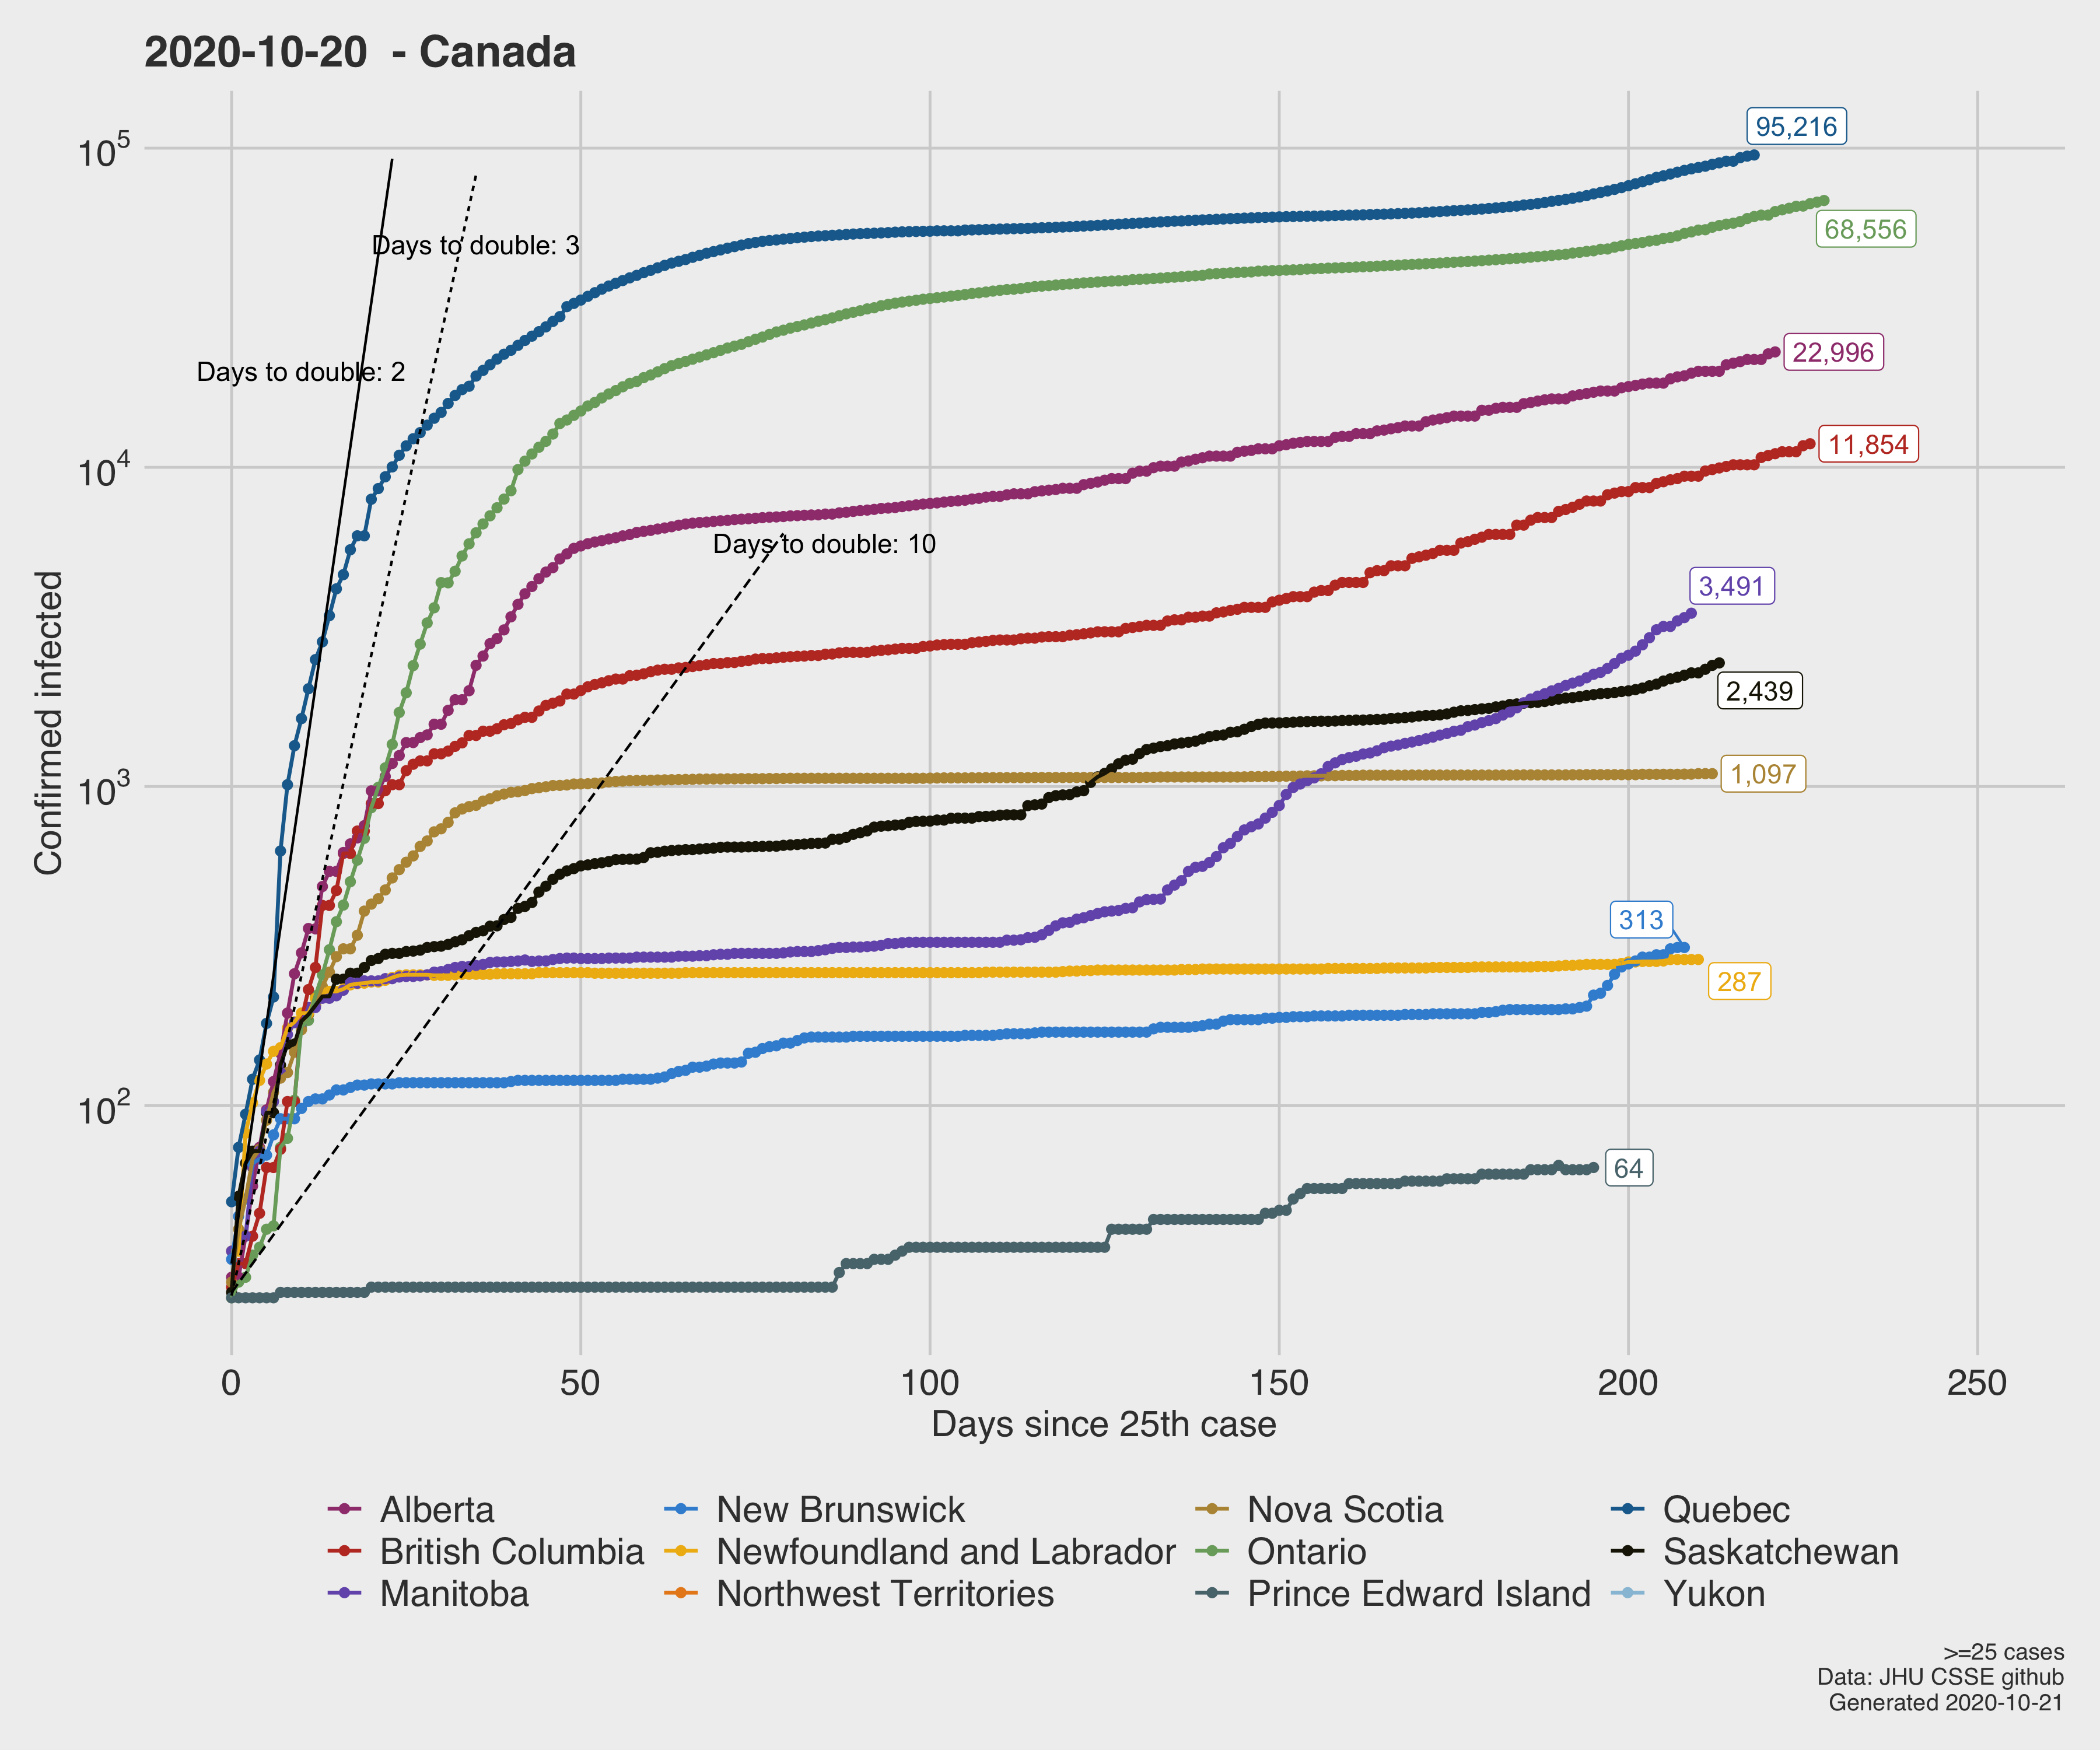 2020-10-20  - Canada
10^5
10^4
10^3
10^2
Confirmed infected
Days to double: 3
Days to double: 2
Days to double: 10
95,216
68,556
22,996
11,854
3,491
2,439
1,097
313
287
64
0 50 100 150 200 250
Days since 25th case
Alberta New Brunswick Nova Scotia Quebec
British Columbia Newfoundland and Labrador Ontario Saskatchewan
Manitoba Northwest Territories Prince Edward Island Yukon
>=25 cases
Data: JHU CSSE github
Generated 2020-10-21